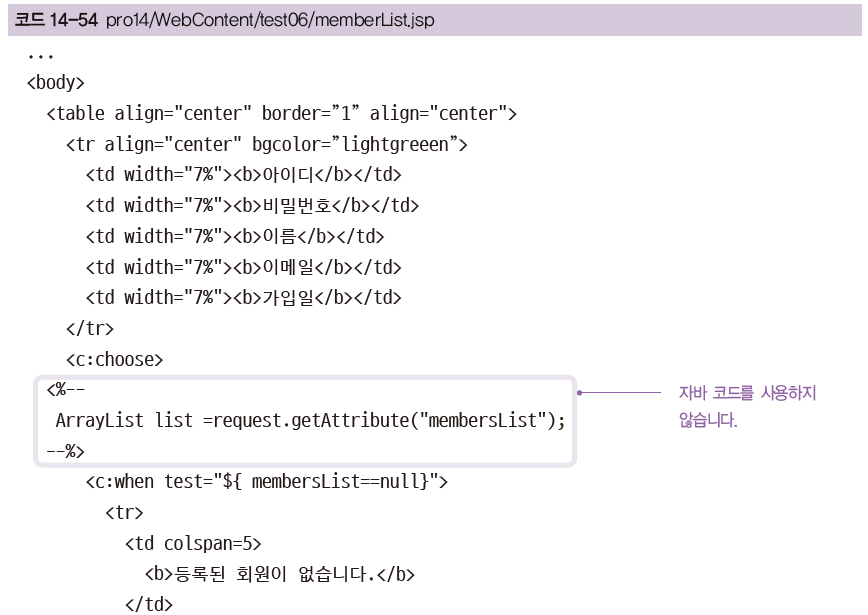 코드 14-54 pro14/WebContent/test06/memberList.jsp
...
<body>
<table align="center" border=”1” align="center">
<tr align="center" bgcolor=”lightgreeen”>
<td width="7%"><b>아이디</b></td>
<td width="7%"><b>비밀번호</b></td>
<td width="7%"><b>이름</b></td>
<td width="7%"><b>이메일</b></td>
<td width="7%"><b>가입일</b></td>
</tr>
<c:choose>
<%--
ArrayList list =request.getAttribute("membersList");
--%>
자바 코드를 사용하지
않습니다.
<c:when test="${ membersList==null}">
<tr>
<td colspan=5>
<b>등록된 회원이 없습니다.</b>
</td>